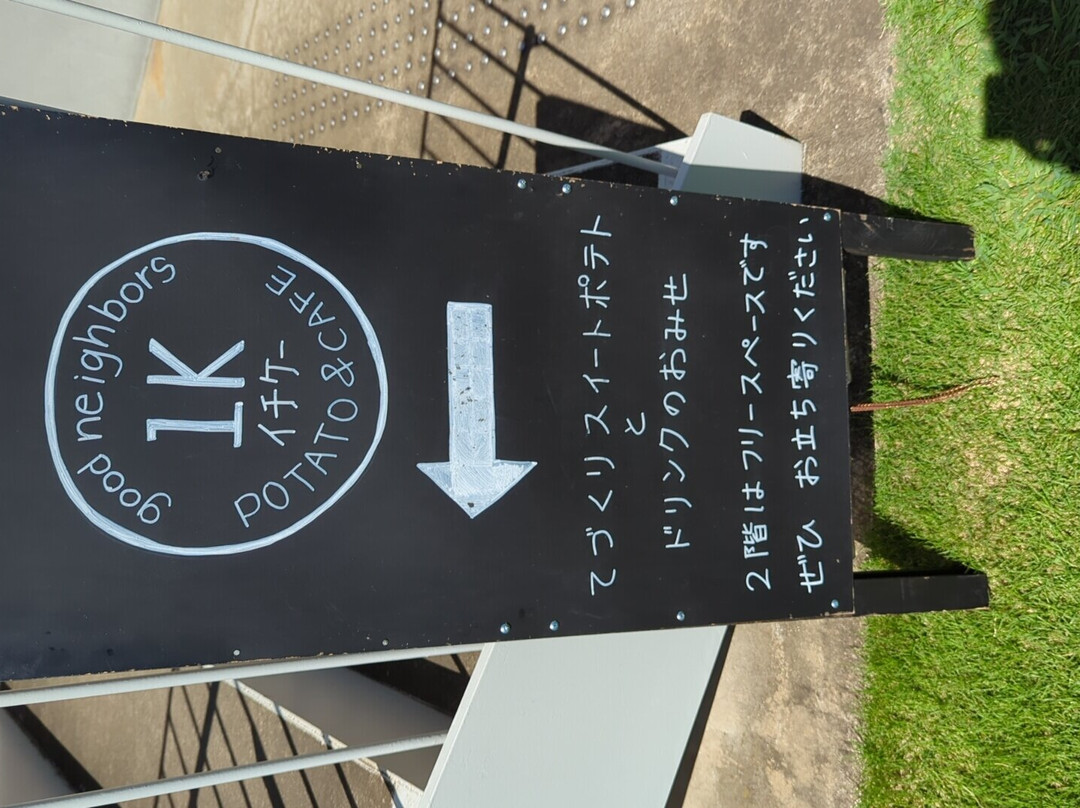 good neighbors
1K
イチケー
POTATO & CAFE
てづくりスイートポテト
と
ドリンクのおみせ
2階はフリースペースです
ぜひ お立ち寄りください